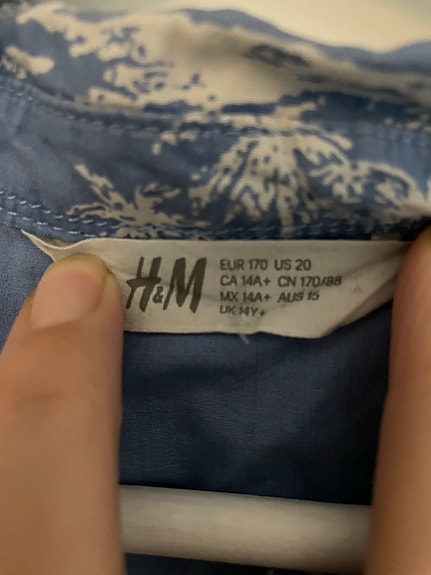 H&M
EUR 170 US 20
CA 14A+ CN 170/88
MX 14A+ AUS 15
UK 14Y+